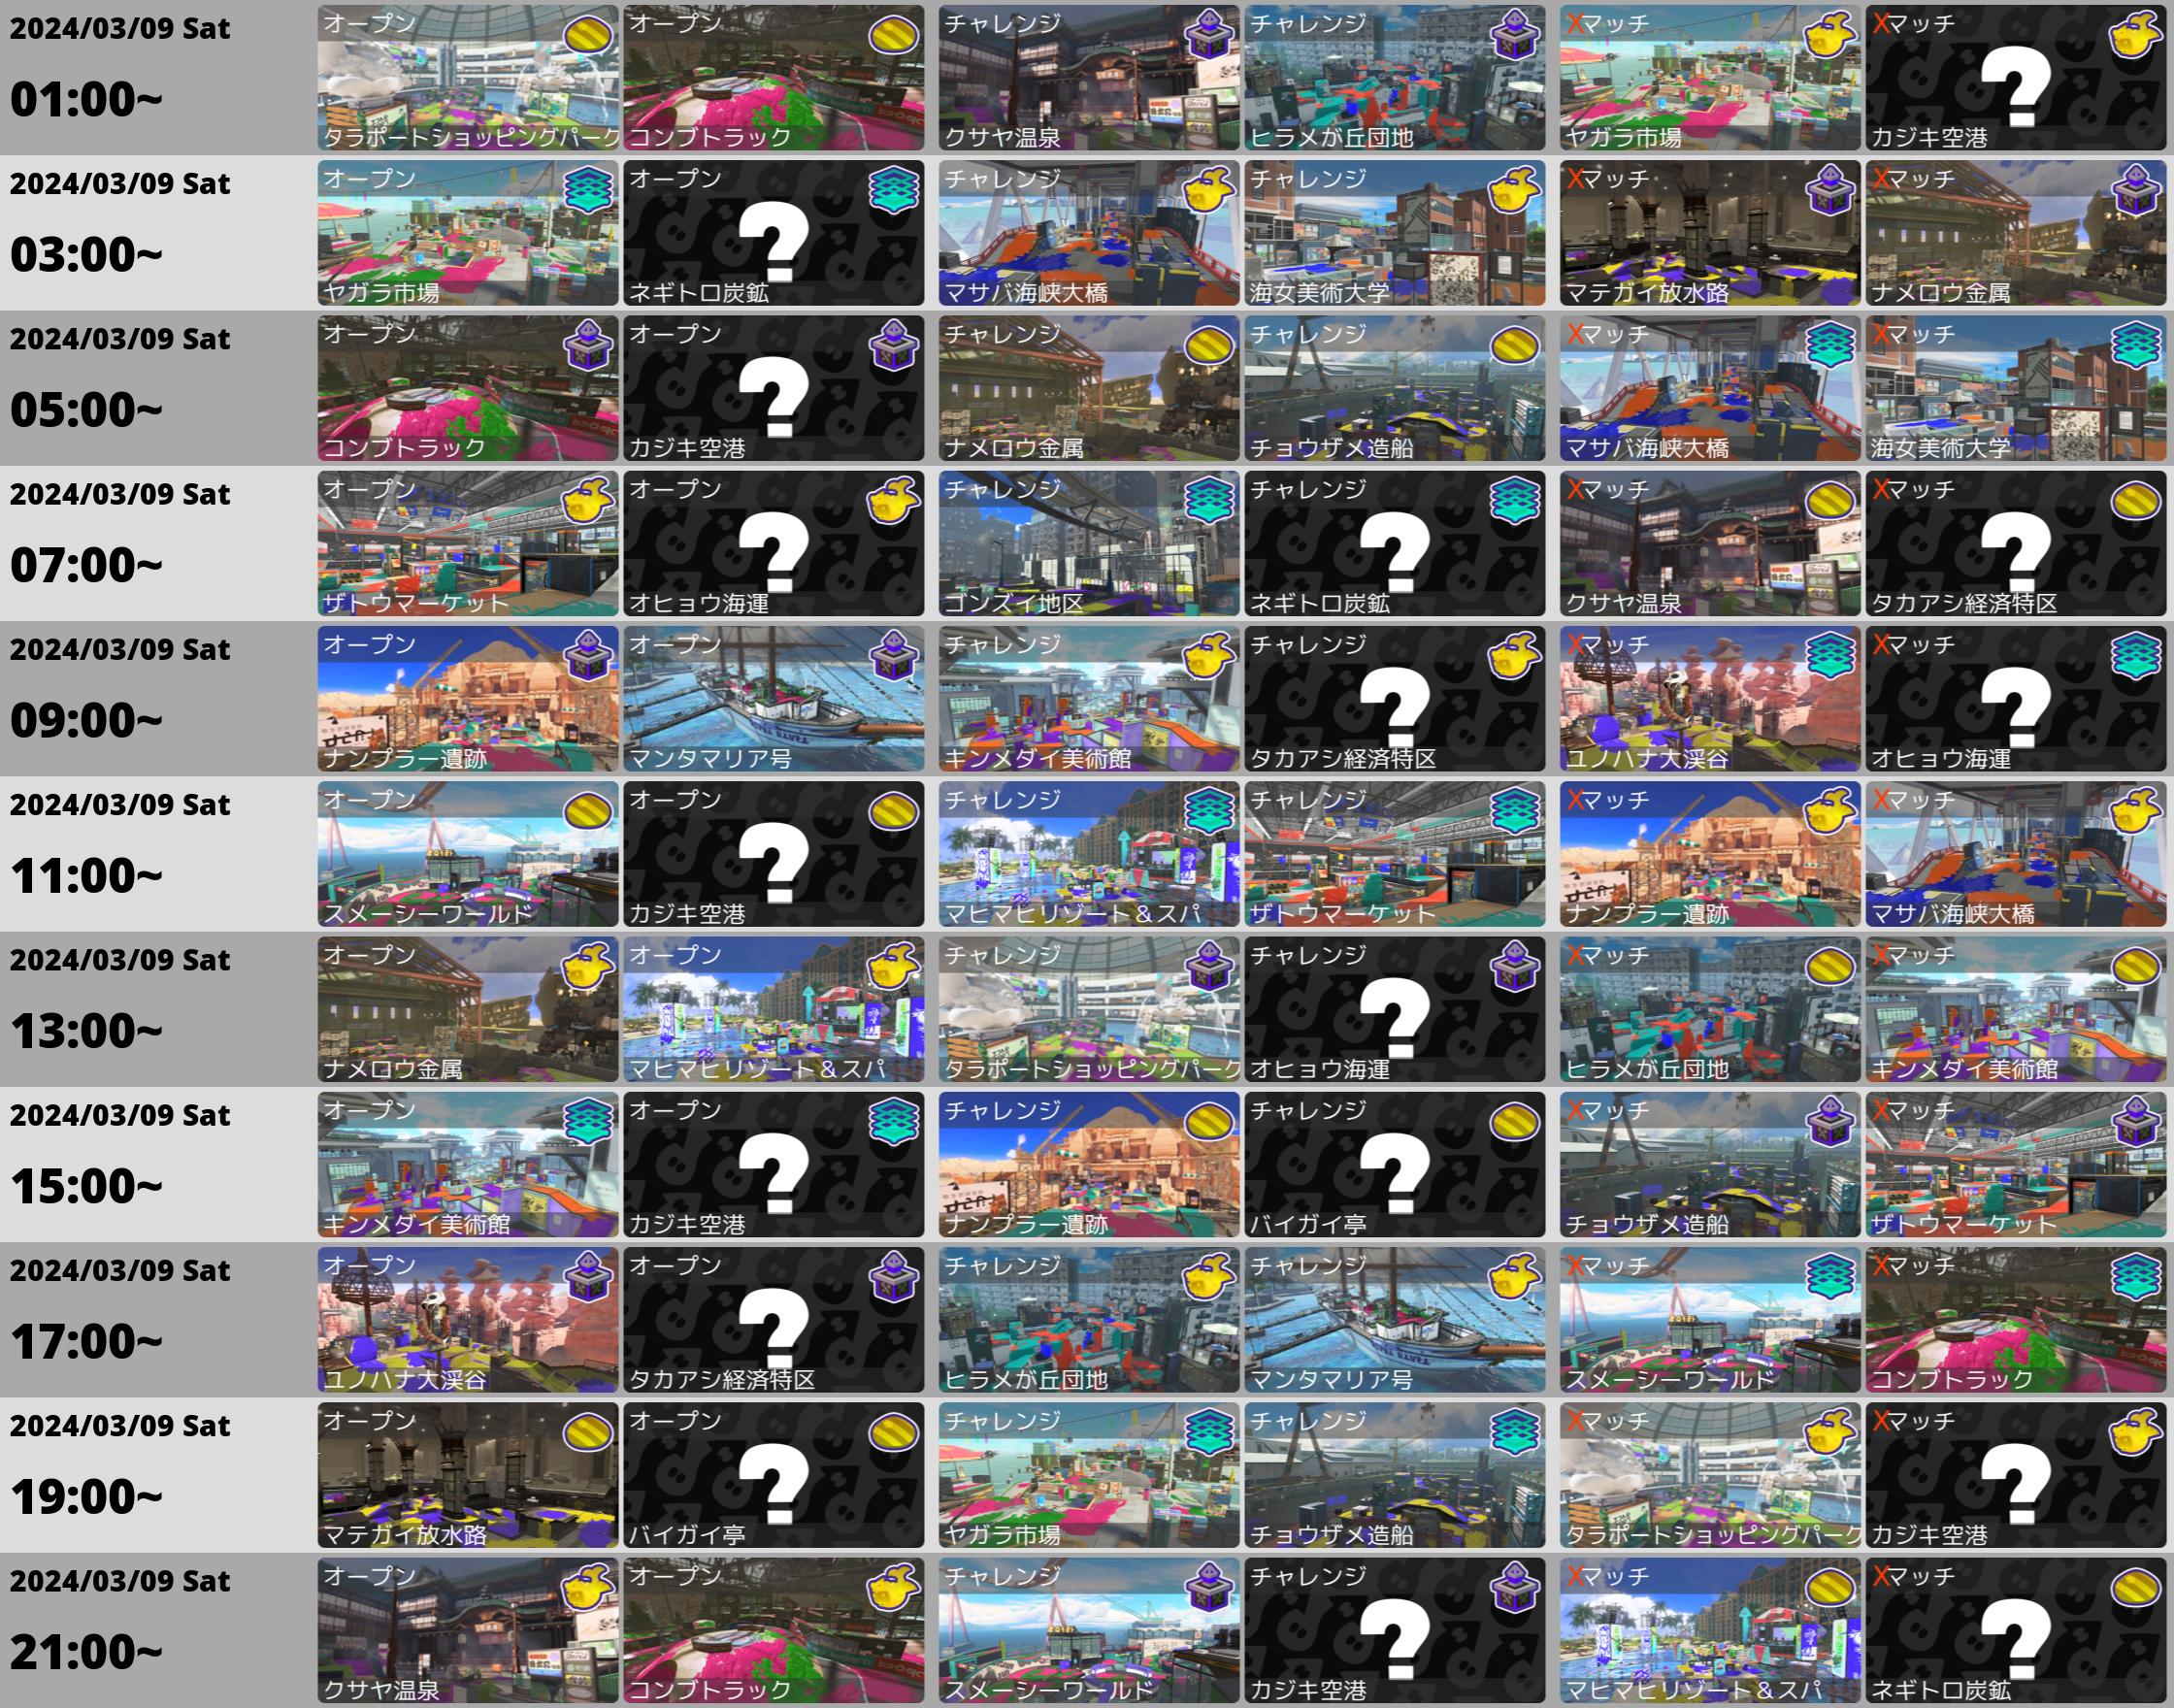 2024/03/09 Sat
01:00~
オープン
タラポートショッピングパーク
オープン
コンブトラック
チャレンジ
クサヤ温泉
チャレンジ
ヒラメが丘団地
Xマッチ
ヤガラ市場
Xマッチ
カジキ空港
2024/03/09 Sat
03:00~
オープン
ヤガラ市場
オープン
ネギトロ炭鉱
チャレンジ
マサバ海峡大橋
チャレンジ
海女美術大学
Xマッチ
マテガイ放水路
Xマッチ
ナメロウ金属
2024/03/09 Sat
05:00~
オープン
コンブトラック
オープン
カジキ空港
チャレンジ
ナメロウ金属
チャレンジ
チョウザメ造船
Xマッチ
マサバ海峡大橋
Xマッチ
海女美術大学
2024/03/09 Sat
07:00~
オープン
ザトウマーケット
オープン
オヒョウ海運
チャレンジ
ゴンズイ地区
チャレンジ
ネギトロ炭鉱
Xマッチ
クサヤ温泉
Xマッチ
タカアシ経済特区
2024/03/09 Sat
09:00~
オープン
ナンプラー遺跡
オープン
マンタマリア号
チャレンジ
キンメダイ美術館
チャレンジ
タカアシ経済特区
Xマッチ
ユノハナ大渓谷
Xマッチ
オヒョウ海運
2024/03/09 Sat
11:00~
オープン
スメーシーワールド
オープン
カジキ空港
チャレンジ
マヒマヒリゾート＆スパ
チャレンジ
ザトウマーケット
Xマッチ
ナンプラー遺跡
Xマッチ
マサバ海峡大橋
2024/03/09 Sat
13:00~
オープン
ナメロウ金属
オープン
マヒマヒリゾート＆スパ
チャレンジ
タラポートショッピングパーク
チャレンジ
オヒョウ海運
Xマッチ
ヒラメが丘団地
Xマッチ
キンメダイ美術館
2024/03/09 Sat
15:00~
オープン
キンメダイ美術館
オープン
カジキ空港
チャレンジ
ナンプラー遺跡
チャレンジ
バイガイ亭
Xマッチ
チョウザメ造船
Xマッチ
ザトウマーケット
2024/03/09 Sat
17:00~
オープン
ユノハナ大渓谷
オープン
タカアシ経済特区
チャレンジ
ヒラメが丘団地
チャレンジ
マンタマリア号
Xマッチ
スメーシーワールド
Xマッチ
コンブトラック
2024/03/09 Sat
19:00~
オープン
マテガイ放水路
オープン
バイガイ亭
チャレンジ
ヤガラ市場
チャレンジ
チョウザメ造船
Xマッチ
タラポートショッピングパーク
Xマッチ
カジキ空港
2024/03/09 Sat
21:00~
オープン
クサヤ温泉
オープン
コンブトラック
チャレンジ
スメーシーワールド
チャレンジ
カジキ空港
Xマッチ
マヒマヒリゾート＆スパ
Xマッチ
ネギトロ炭鉱